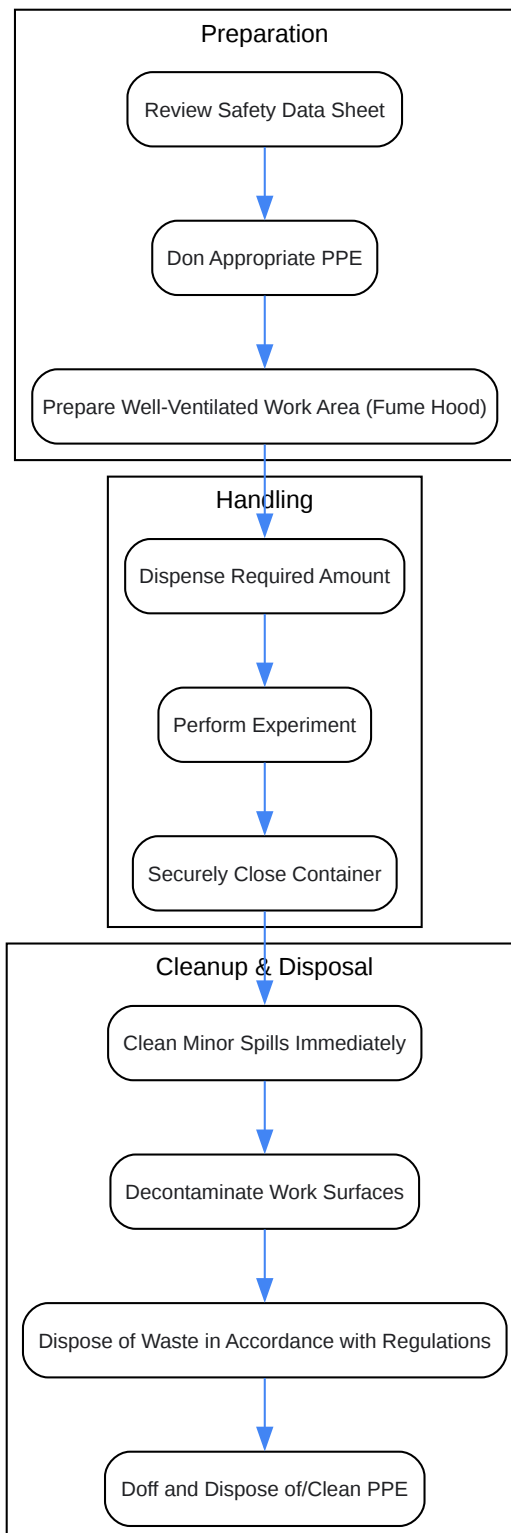 Preparation
Review Safety Data Sheet
Don Appropriate PPE
Prepare Well-Ventilated Work Area (Fume Hood)
Handling
Dispense Required Amount
Perform Experiment
Securely Close Container
Cleanup & Disposal
Clean Minor Spills Immediately
Decontaminate Work Surfaces
Dispose of Waste in Accordance with Regulations
Doff and Dispose of/Clean PPE